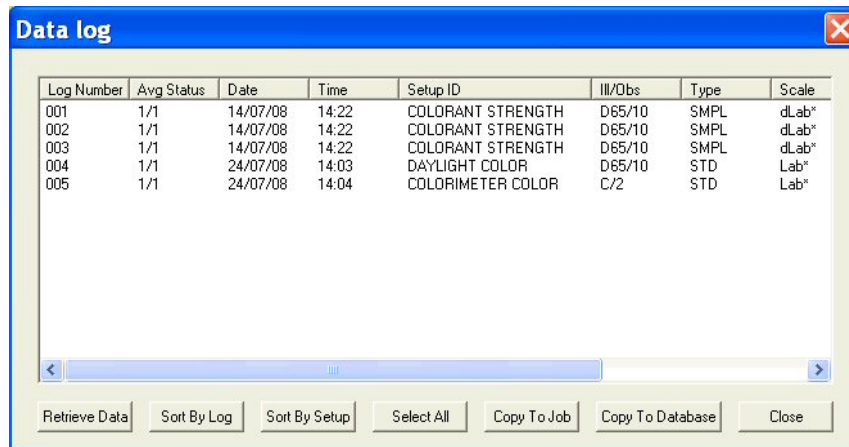 Data log
Log Number Avg Status Date Time Setup ID Ill/Obs Type Scale
001 1/1 14/07/08 14:22 COLORANT STRENGTH D65/10 SMPL dLab*
002 1/1 14/07/08 14:22 COLORANT STRENGTH D65/10 SMPL dLab*
003 1/1 14/07/08 14:22 COLORANT STRENGTH D65/10 SMPL dLab*
004 1/1 24/07/08 14:03 DAYLIGHT COLOR D65/10 STD Lab*
005 1/1 24/07/08 14:04 COLORIMETER COLOR C/2 STD Lab*
Retrieve Data Sort By Log Sort By Setup Select All Copy To Job Copy To Database Close